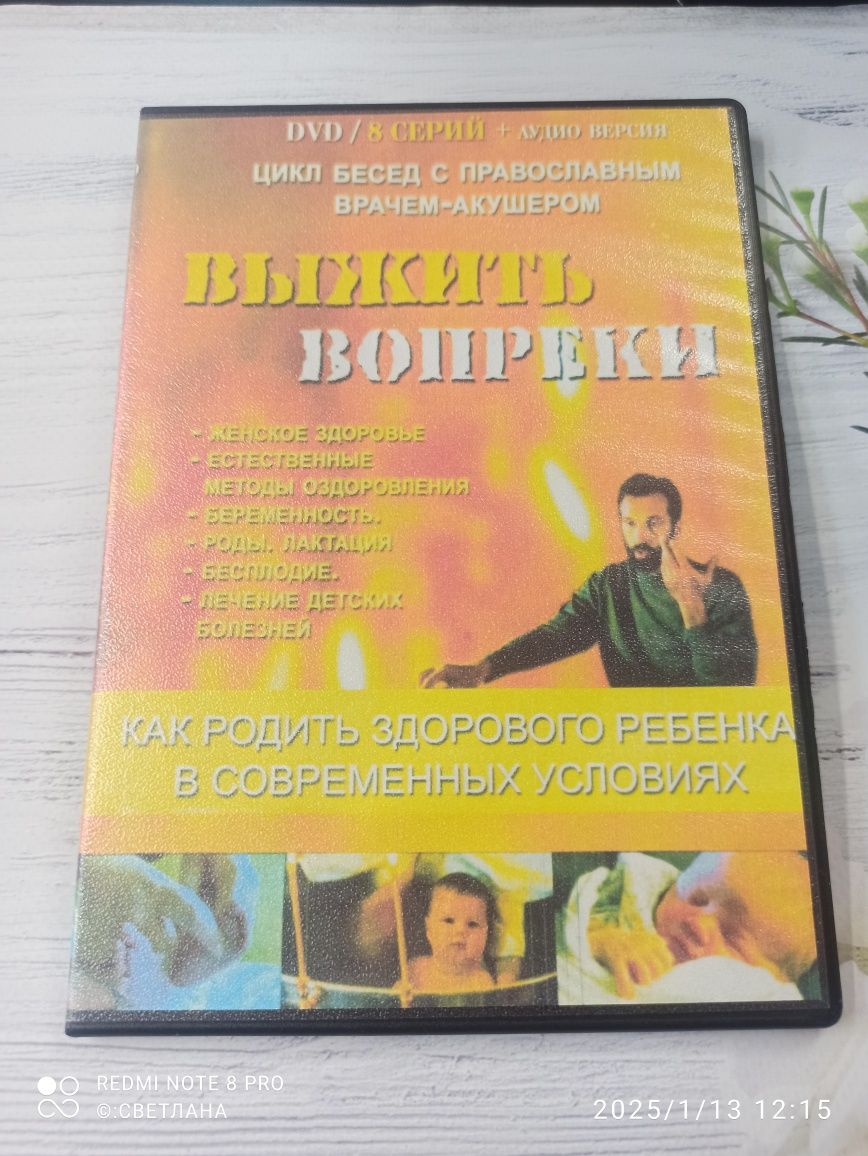 DVD / 8 СЕРИЙ + АУДИО ВЕРСИЯ
ЦИКЛ БЕСЕД С ПРАВОСЛАВНЫМ
ВРАЧЕМ-АКУШЕРОМ
ВЫЖИТЬ
ВОПРЕКИ
- ЖЕНСКОЕ ЗДОРОВЬЕ
- ЕСТЕСТВЕННЫЕ
МЕТОДЫ ОЗДОРОВЛЕНИЯ
- БЕРЕМЕННОСТЬ.
- РОДЫ. ЛАКТАЦИЯ
- БЕСПЛОДИЕ.
- ЛЕЧЕНИЕ ДЕТСКИХ
БОЛЕЗНЕЙ
КАК РОДИТЬ ЗДОРОВОГО РЕБЕНКА
В СОВРЕМЕННЫХ УСЛОВИЯХ
REDMI NOTE 8 PRO
©:СВЕТЛАНА
2025/1/13 12:15